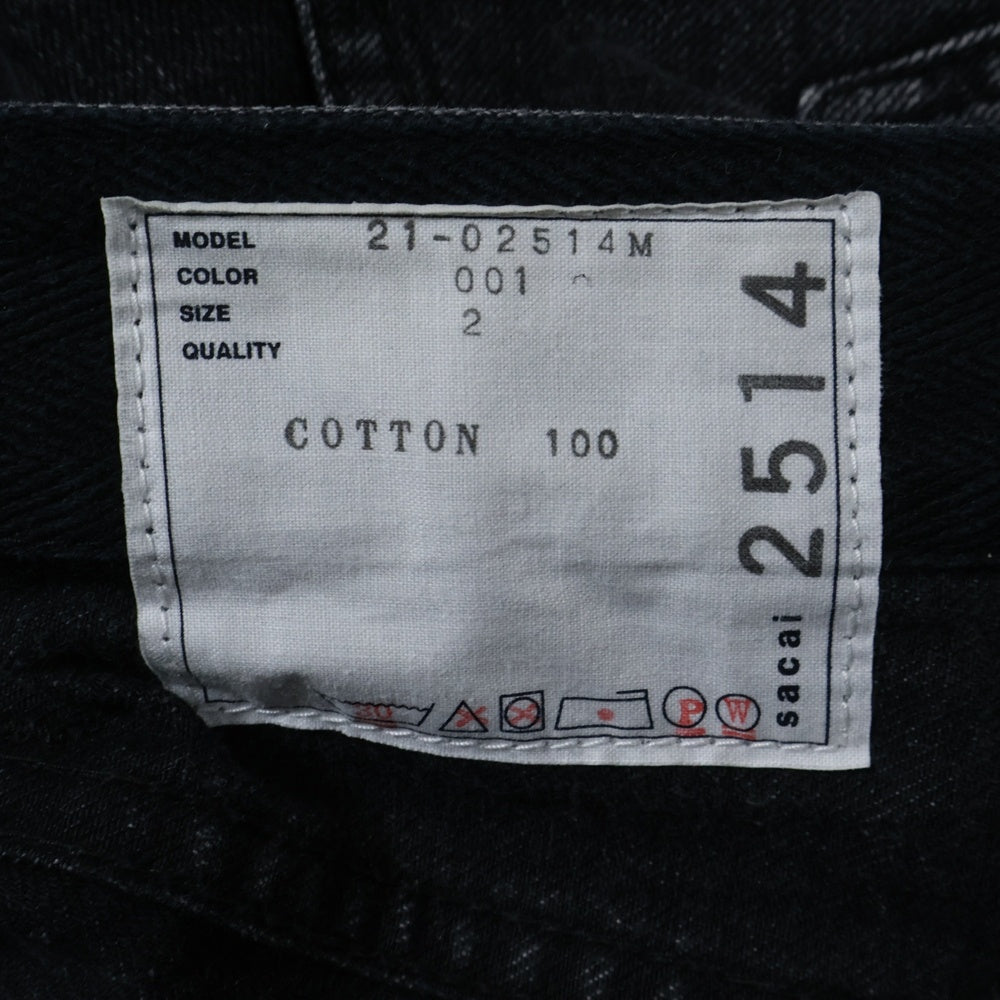 MODEL 21-02514M
COLOR 001
SIZE 2
QUALITY
COTTON 100
sacai 2514
P W